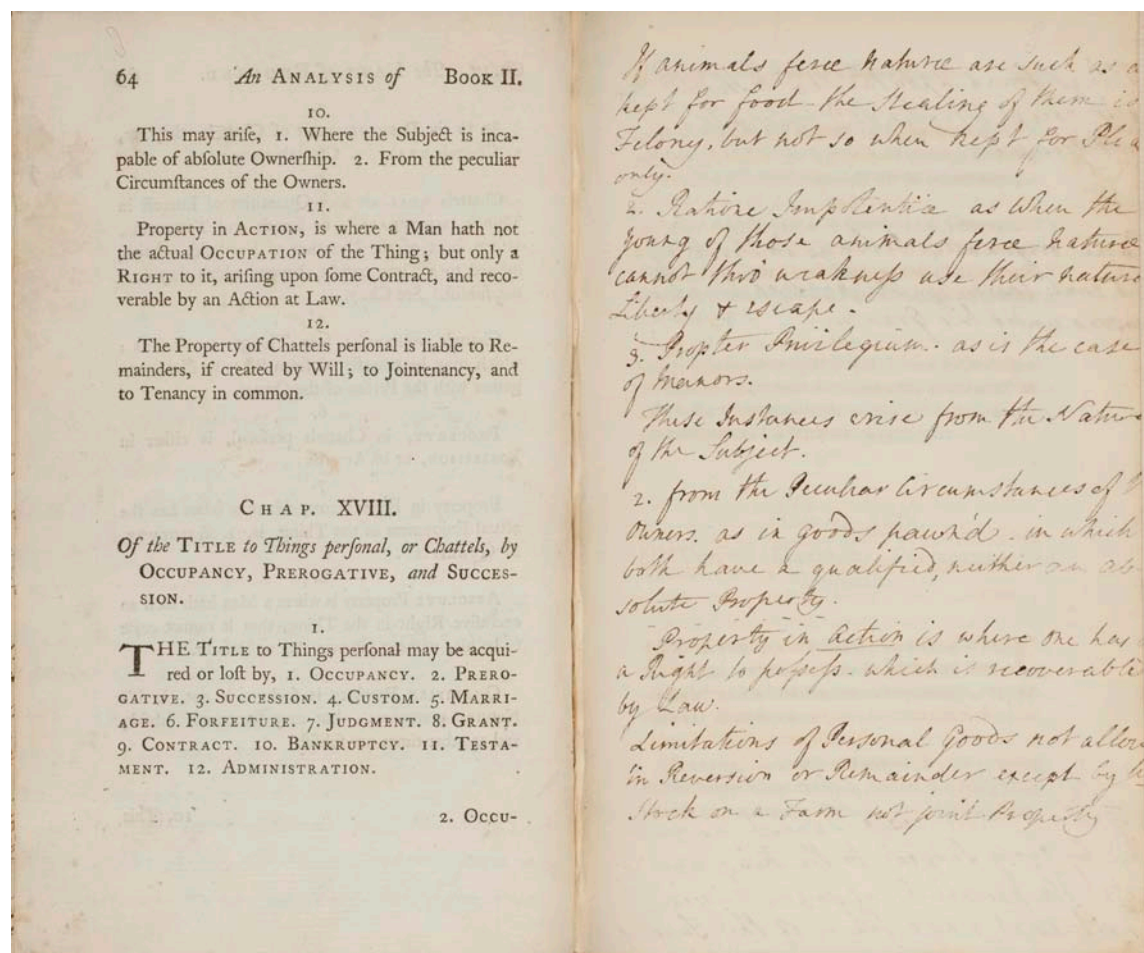 64 An ANALYSIS of BOOK II.
10.
This may ariſe, 1. Where the Subject is inca-
pable of abſolute Ownerſhip. 2. From the peculiar
Circumſtances of the Owners.
11.
Property in ACTION, is where a Man hath not
the actual OCCUPATION of the Thing; but only a
RIGHT to it, ariſing upon ſome Contract, and reco-
verable by an Action at Law.
12.
The Property of Chattels perſonal is liable to Re-
mainders, if created by Will; to Jointenancy, and
to Tenancy in common.
CHAP. XVIII.
Of the TITLE to Things perſonal, or Chattels, by
OCCUPANCY, PREROGATIVE, and SUCCES-
SION.
1.
THE TITLE to Things perſonal may be acqui-
red or loſt by, 1. OCCUPANCY. 2. PRERO-
GATIVE. 3. SUCCESSION. 4. CUSTOM. 5. MARRI-
AGE. 6. FORFEITURE. 7. JUDGMENT. 8. GRANT.
9. CONTRACT. 10. BANKRUPTCY. 11. TESTA-
MENT. 12. ADMINISTRATION.
2. OCCU-
If animals feræ naturæ are such as a
kept for food the Stealing of them is
Felony, but not so when kept for Plea
only.
2. Ratione Impotentiæ as when the
young of those animals feræ naturæ
cannot thrô weakneſs use their nature
Liberty & escape.
3. Propter Privilegium. as is the case
of Manors.
These Instances arise from the Nature
of the Subject.
2. from the Peculiar Circumstances of
Owners. as in goods pawn'd. in which
both have a qualified, neither an ab
solute Property.
Property in Action is where one has
a Right to poſseſs. which is recoverable
by Law.
Limitations of Personal Goods not allow
in Reversion or Remainder except by
Stock on a Farm not joint Property